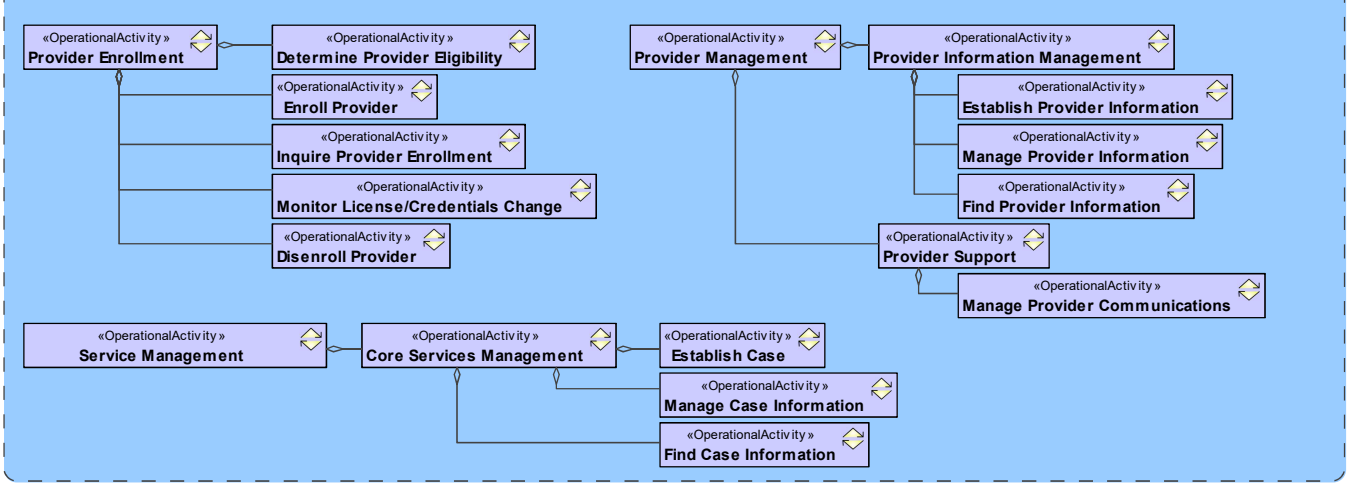 «OperationalActivity»
Provider Enrollment
«OperationalActivity»
Determine Provider Eligibility
«OperationalActivity»
Enroll Provider
«OperationalActivity»
Inquire Provider Enrollment
«OperationalActivity»
Monitor License/Credentials Change
«OperationalActivity»
Disenroll Provider
«OperationalActivity»
Provider Management
«OperationalActivity»
Provider Information Management
«OperationalActivity»
Establish Provider Information
«OperationalActivity»
Manage Provider Information
«OperationalActivity»
Find Provider Information
«OperationalActivity»
Provider Support
«OperationalActivity»
Manage Provider Communications
«OperationalActivity»
Service Management
«OperationalActivity»
Core Services Management
«OperationalActivity»
Establish Case
«OperationalActivity»
Manage Case Information
«OperationalActivity»
Find Case Information